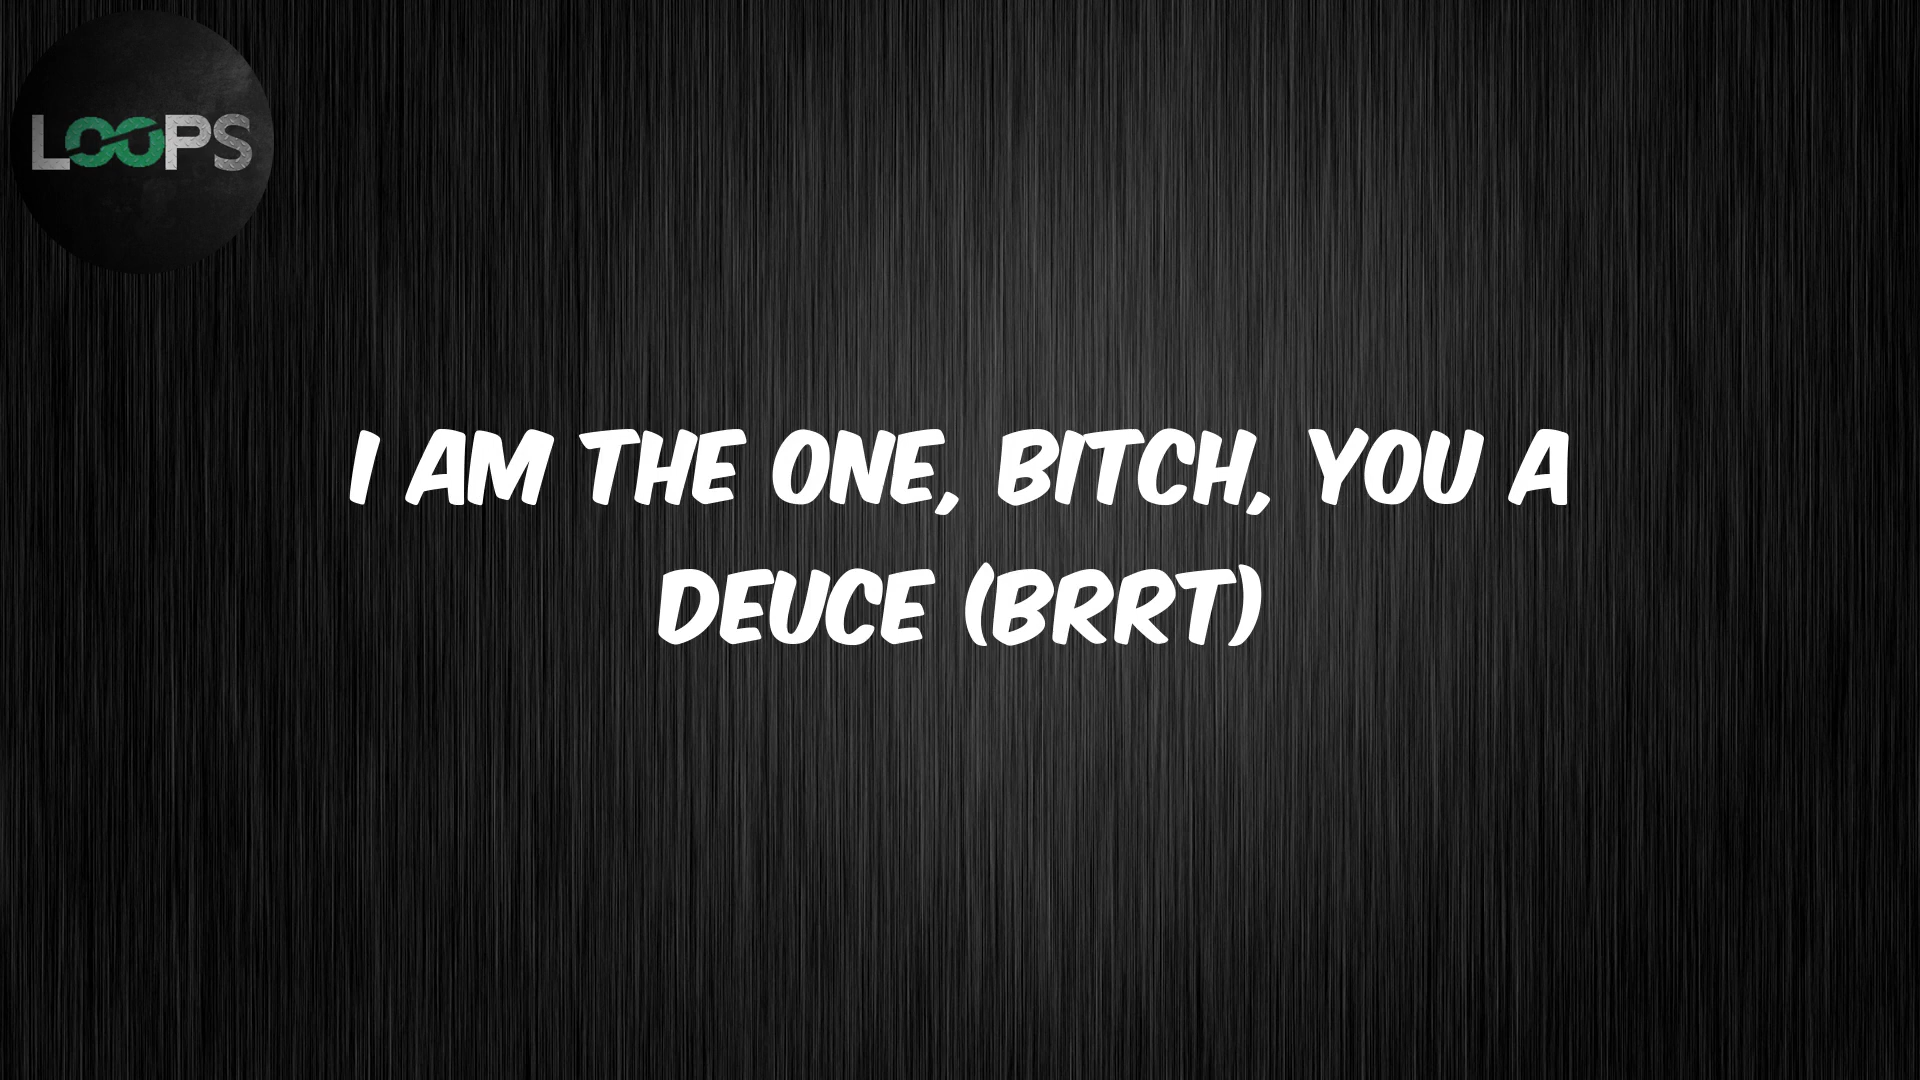 LOOPS
I AM THE ONE, BITCH, YOU A
DEUCE (BRRT)